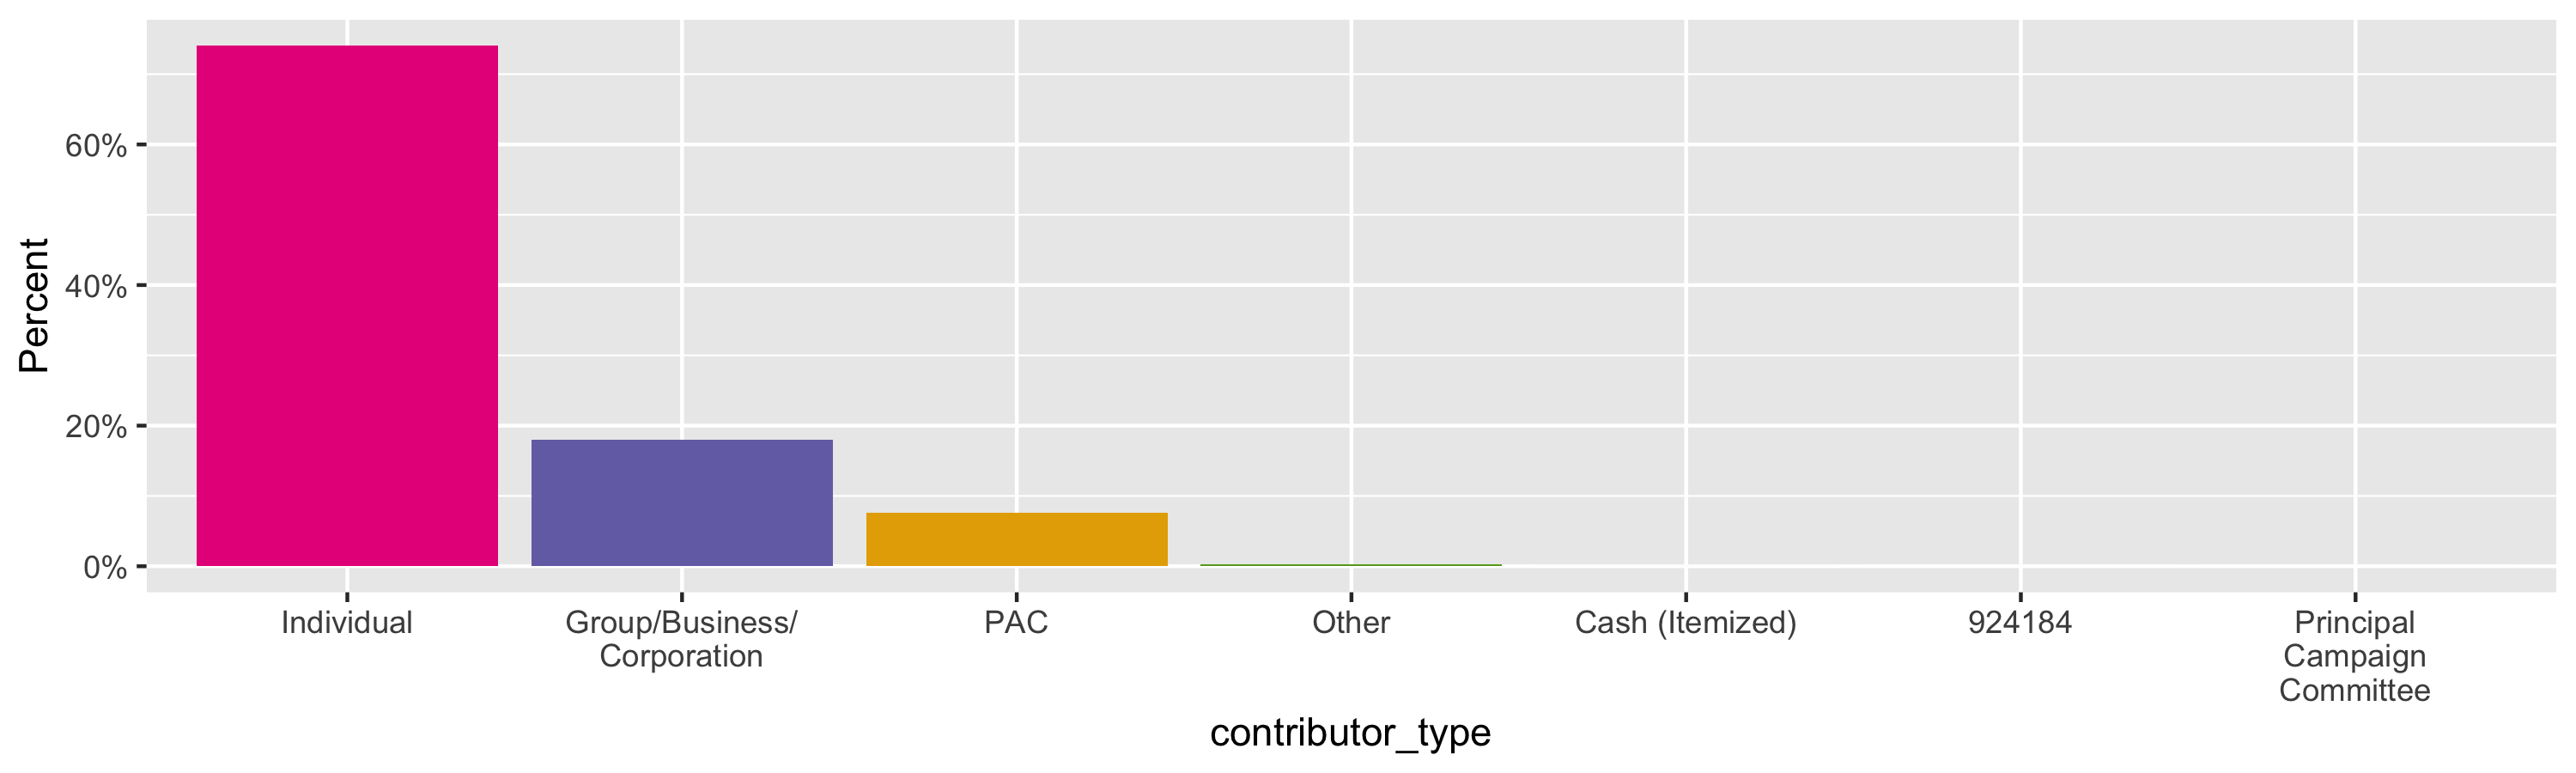 Percent
60%
40%
20%
0%
Individual
Group/Business/
Corporation
PAC
Other
Cash (Itemized)
924184
Principal
Campaign
Committee
contributor_type